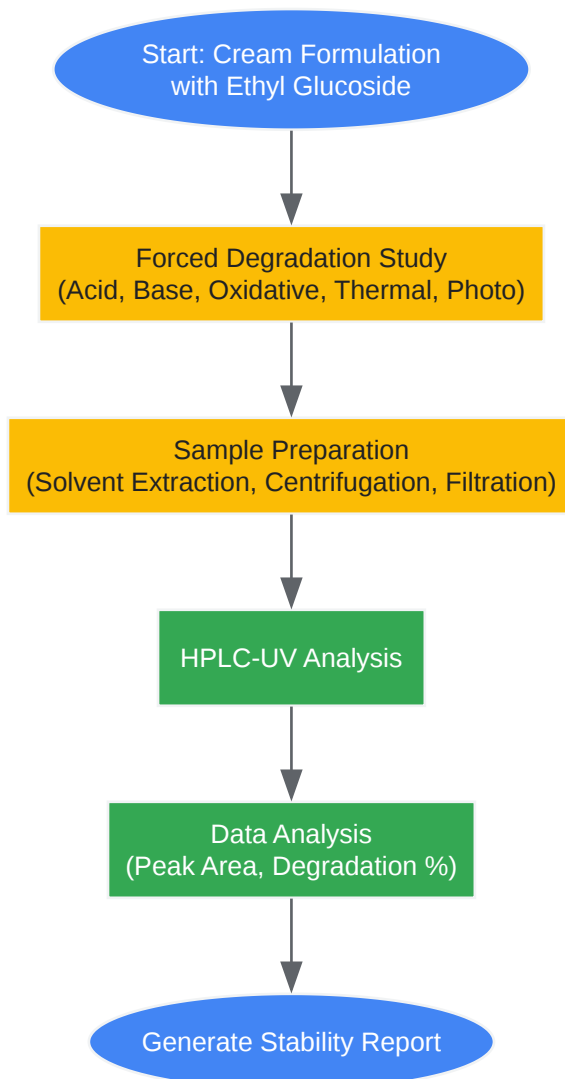 Start: Cream Formulation
with Ethyl Glucoside
Forced Degradation Study
(Acid, Base, Oxidative, Thermal, Photo)
Sample Preparation
(Solvent Extraction, Centrifugation, Filtration)
HPLC-UV Analysis
Data Analysis
(Peak Area, Degradation %)
Generate Stability Report